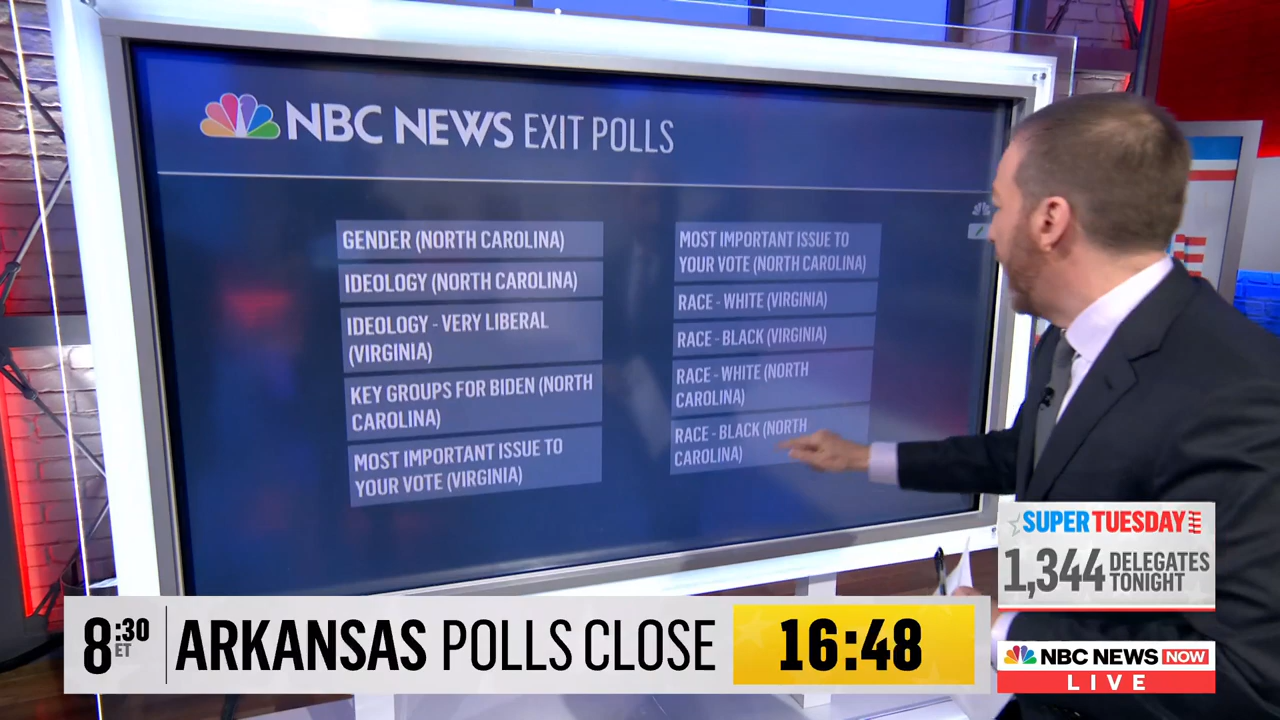 NBC NEWS EXIT POLLS
GENDER (NORTH CAROLINA)
IDEOLOGY (NORTH CAROLINA)
IDEOLOGY - VERY LIBERAL
(VIRGINIA)
KEY GROUPS FOR BIDEN (NORTH
CAROLINA)
MOST IMPORTANT ISSUE TO
YOUR VOTE (VIRGINIA)
MOST IMPORTANT ISSUE TO
YOUR VOTE (NORTH CAROLINA)
RACE - WHITE (VIRGINIA)
RACE - BLACK (VIRGINIA)
RACE - WHITE (NORTH
CAROLINA)
RACE - BLACK (NORTH
CAROLINA)
SUPER TUESDAY
1,344 DELEGATES
TONIGHT
8:30 ET ARKANSAS POLLS CLOSE 16:48
NBC NEWS NOW
LIVE